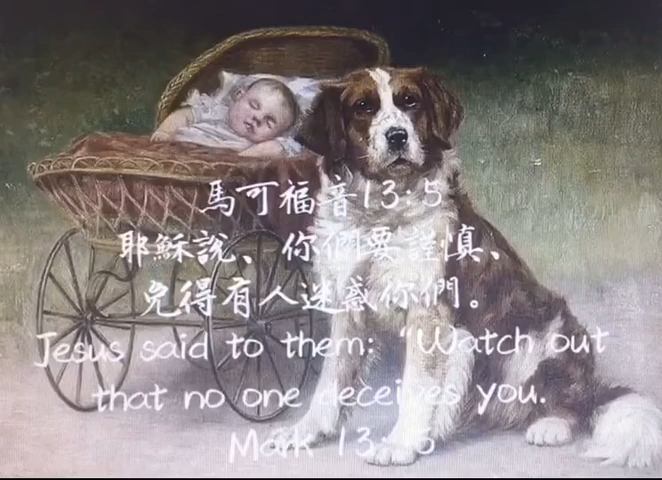 馬可福音13:5
耶穌說、你們要謹慎、
免得有人迷惑你們。
Jesus said to them: “Watch out
that no one deceives you.
Mark 13:5